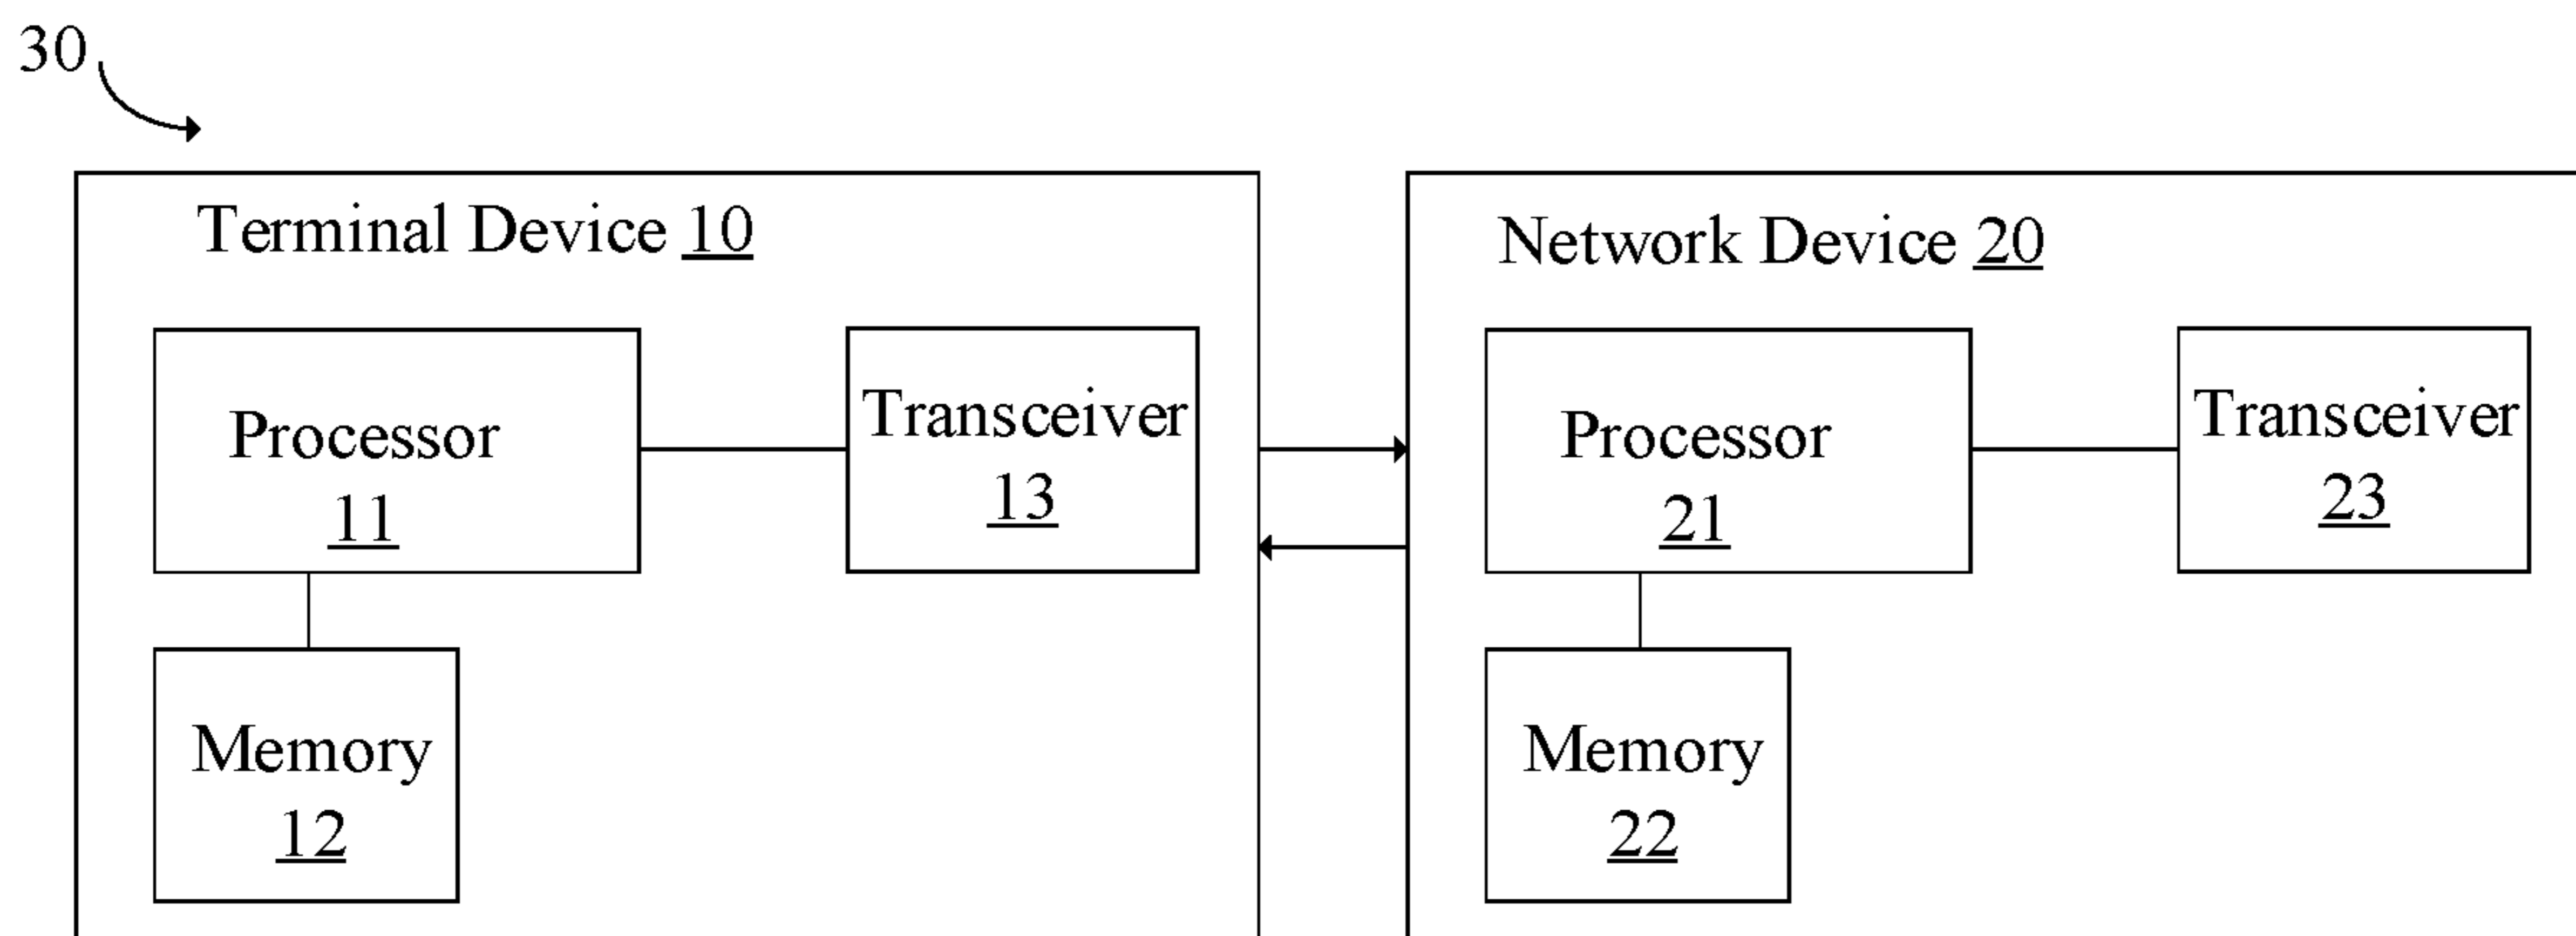 30
Terminal Device 10
Processor
11
Transceiver
13
Memory
12
Network Device 20
Processor
21
Transceiver
23
Memory
22